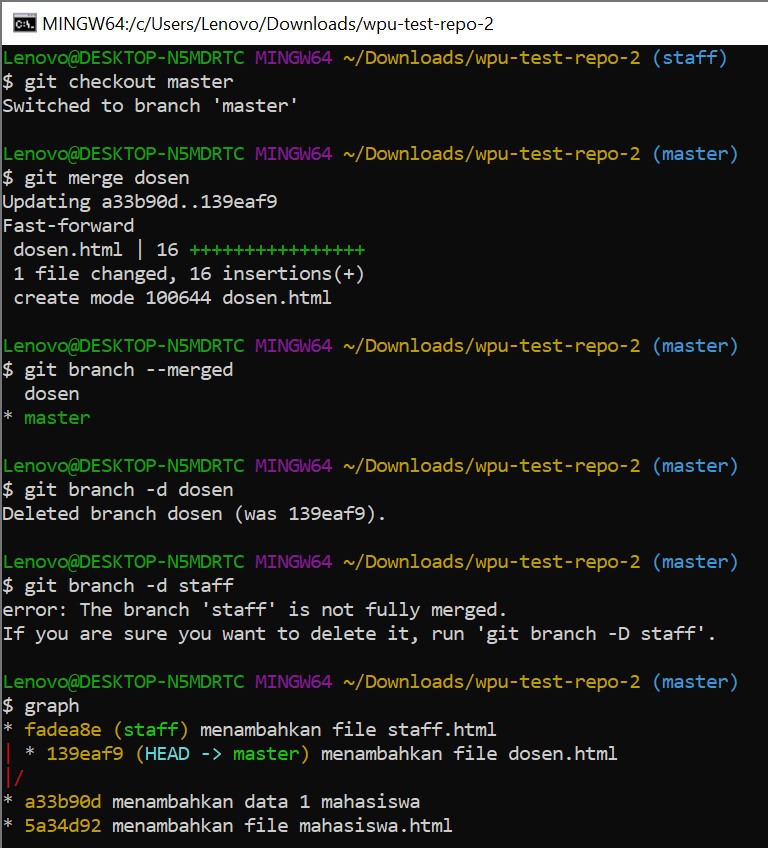 MINGW64:/c/Users/Lenovo/Downloads/wpu-test-repo-2
Lenovo@DESKTOP-N5MDRTC MINGW64 ~/Downloads/wpu-test-repo-2 (staff)
$ git checkout master
Switched to branch 'master'
Lenovo@DESKTOP-N5MDRTC MINGW64 ~/Downloads/wpu-test-repo-2 (master)
$ git merge dosen
Updating a33b90d..139eaf9
Fast-forward
 dosen.html | 16 ++++++++++++++++
 1 file changed, 16 insertions(+)
 create mode 100644 dosen.html
Lenovo@DESKTOP-N5MDRTC MINGW64 ~/Downloads/wpu-test-repo-2 (master)
$ git branch --merged
  dosen
* master
Lenovo@DESKTOP-N5MDRTC MINGW64 ~/Downloads/wpu-test-repo-2 (master)
$ git branch -d dosen
Deleted branch dosen (was 139eaf9).
Lenovo@DESKTOP-N5MDRTC MINGW64 ~/Downloads/wpu-test-repo-2 (master)
$ git branch -d staff
error: The branch 'staff' is not fully merged.
If you are sure you want to delete it, run 'git branch -D staff'.
Lenovo@DESKTOP-N5MDRTC MINGW64 ~/Downloads/wpu-test-repo-2 (master)
$ graph
* fadea8e (staff) menambahkan file staff.html
| * 139eaf9 (HEAD -> master) menambahkan file dosen.html
|/
* a33b90d menambahkan data 1 mahasiswa
* 5a34d92 menambahkan file mahasiswa.html